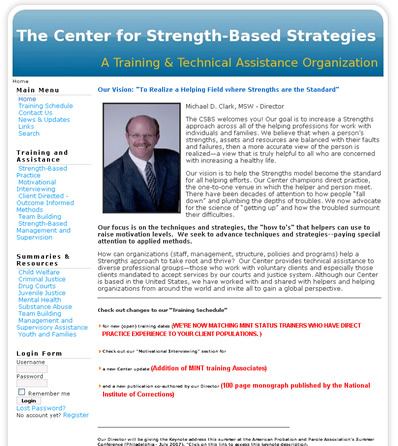 The Center for Strength-Based Strategies
A Training & Technical Assistance Organization
Home
Main Menu
Home
Training Schedule
Contact Us
News & Updates
Links
Search
Training and
Assistance
Strength-Based
Practice
Motivational
Interviewing
Client Directed -
Outcome Informed
Methods
Team Building
Strength-Based
Management and
Supervision
Summaries &
Resources
Child Welfare
Criminal Justice
Drug Courts
Juvenile Justice
Mental Health
Substance Abuse
Team Building
Management and
Supervisory Assistance
Youth and Families
Login Form
Username
Password
Remember me
Login
Lost Password?
No account yet? Register
Our Vision: "To Realize a Helping Field where Strengths are the Standard"
Michael D. Clark, MSW - Director
The CSBS welcomes you! Our goal is to increase a Strengths
approach across all of the helping professions for work with
individuals and families. We believe that when a person's
strengths, assets and resources are balanced with their faults
and failures, then a more accurate view of the person is
realized—a view that is truly helpful to all who are concerned
with increasing a healthy life.
Our vision is to help the Strengths model become the standard
for all helping efforts. Our Center champions direct practice,
the one-to-one venue in which the helper and person meet.
There have been decades of attention to how people "fall
down" and plumbing the depths of troubles. We now advocate
for the science of "getting up" and how the troubled surmount
their difficulties.
Our focus is on the techniques and strategies, the "how to's" that helpers can use to
raise motivation levels. We seek to advance techniques and strategies--paying special
attention to applied methods.
How can organizations (staff, management, structure, policies and programs) help a
Strengths approach to take root and thrive? Our Center provides technical assistance to
diverse professional groups—those who work with voluntary clients and especially those
clients mandated to accept services by our courts and justice system. Although our Center
is based in the United States, we have worked with and shared with helpers and helping
organizations from around the world and invite all to gain a global perspective.
Check out changes to our "Training Schedule"
for new (open) training dates (WE'RE NOW MATCHING MINT STATUS TRAINERS WHO HAVE DIRECT
PRACTICE EXPERIENCE TO YOUR CLIENT POPULATIONS. )
Check out our "Motivational Interviewing" section for
a new Center update (Addition of MINT training Associates)
and a new publication co-authored by our Director (100 page monograph published by the National
Institute of Corrections)
Our Director will be giving the Keynote address this summer at the American Probation and Parole Association's Summer
Conference (Philadelphia - July 2007). "Click on this link to access this keynote description.